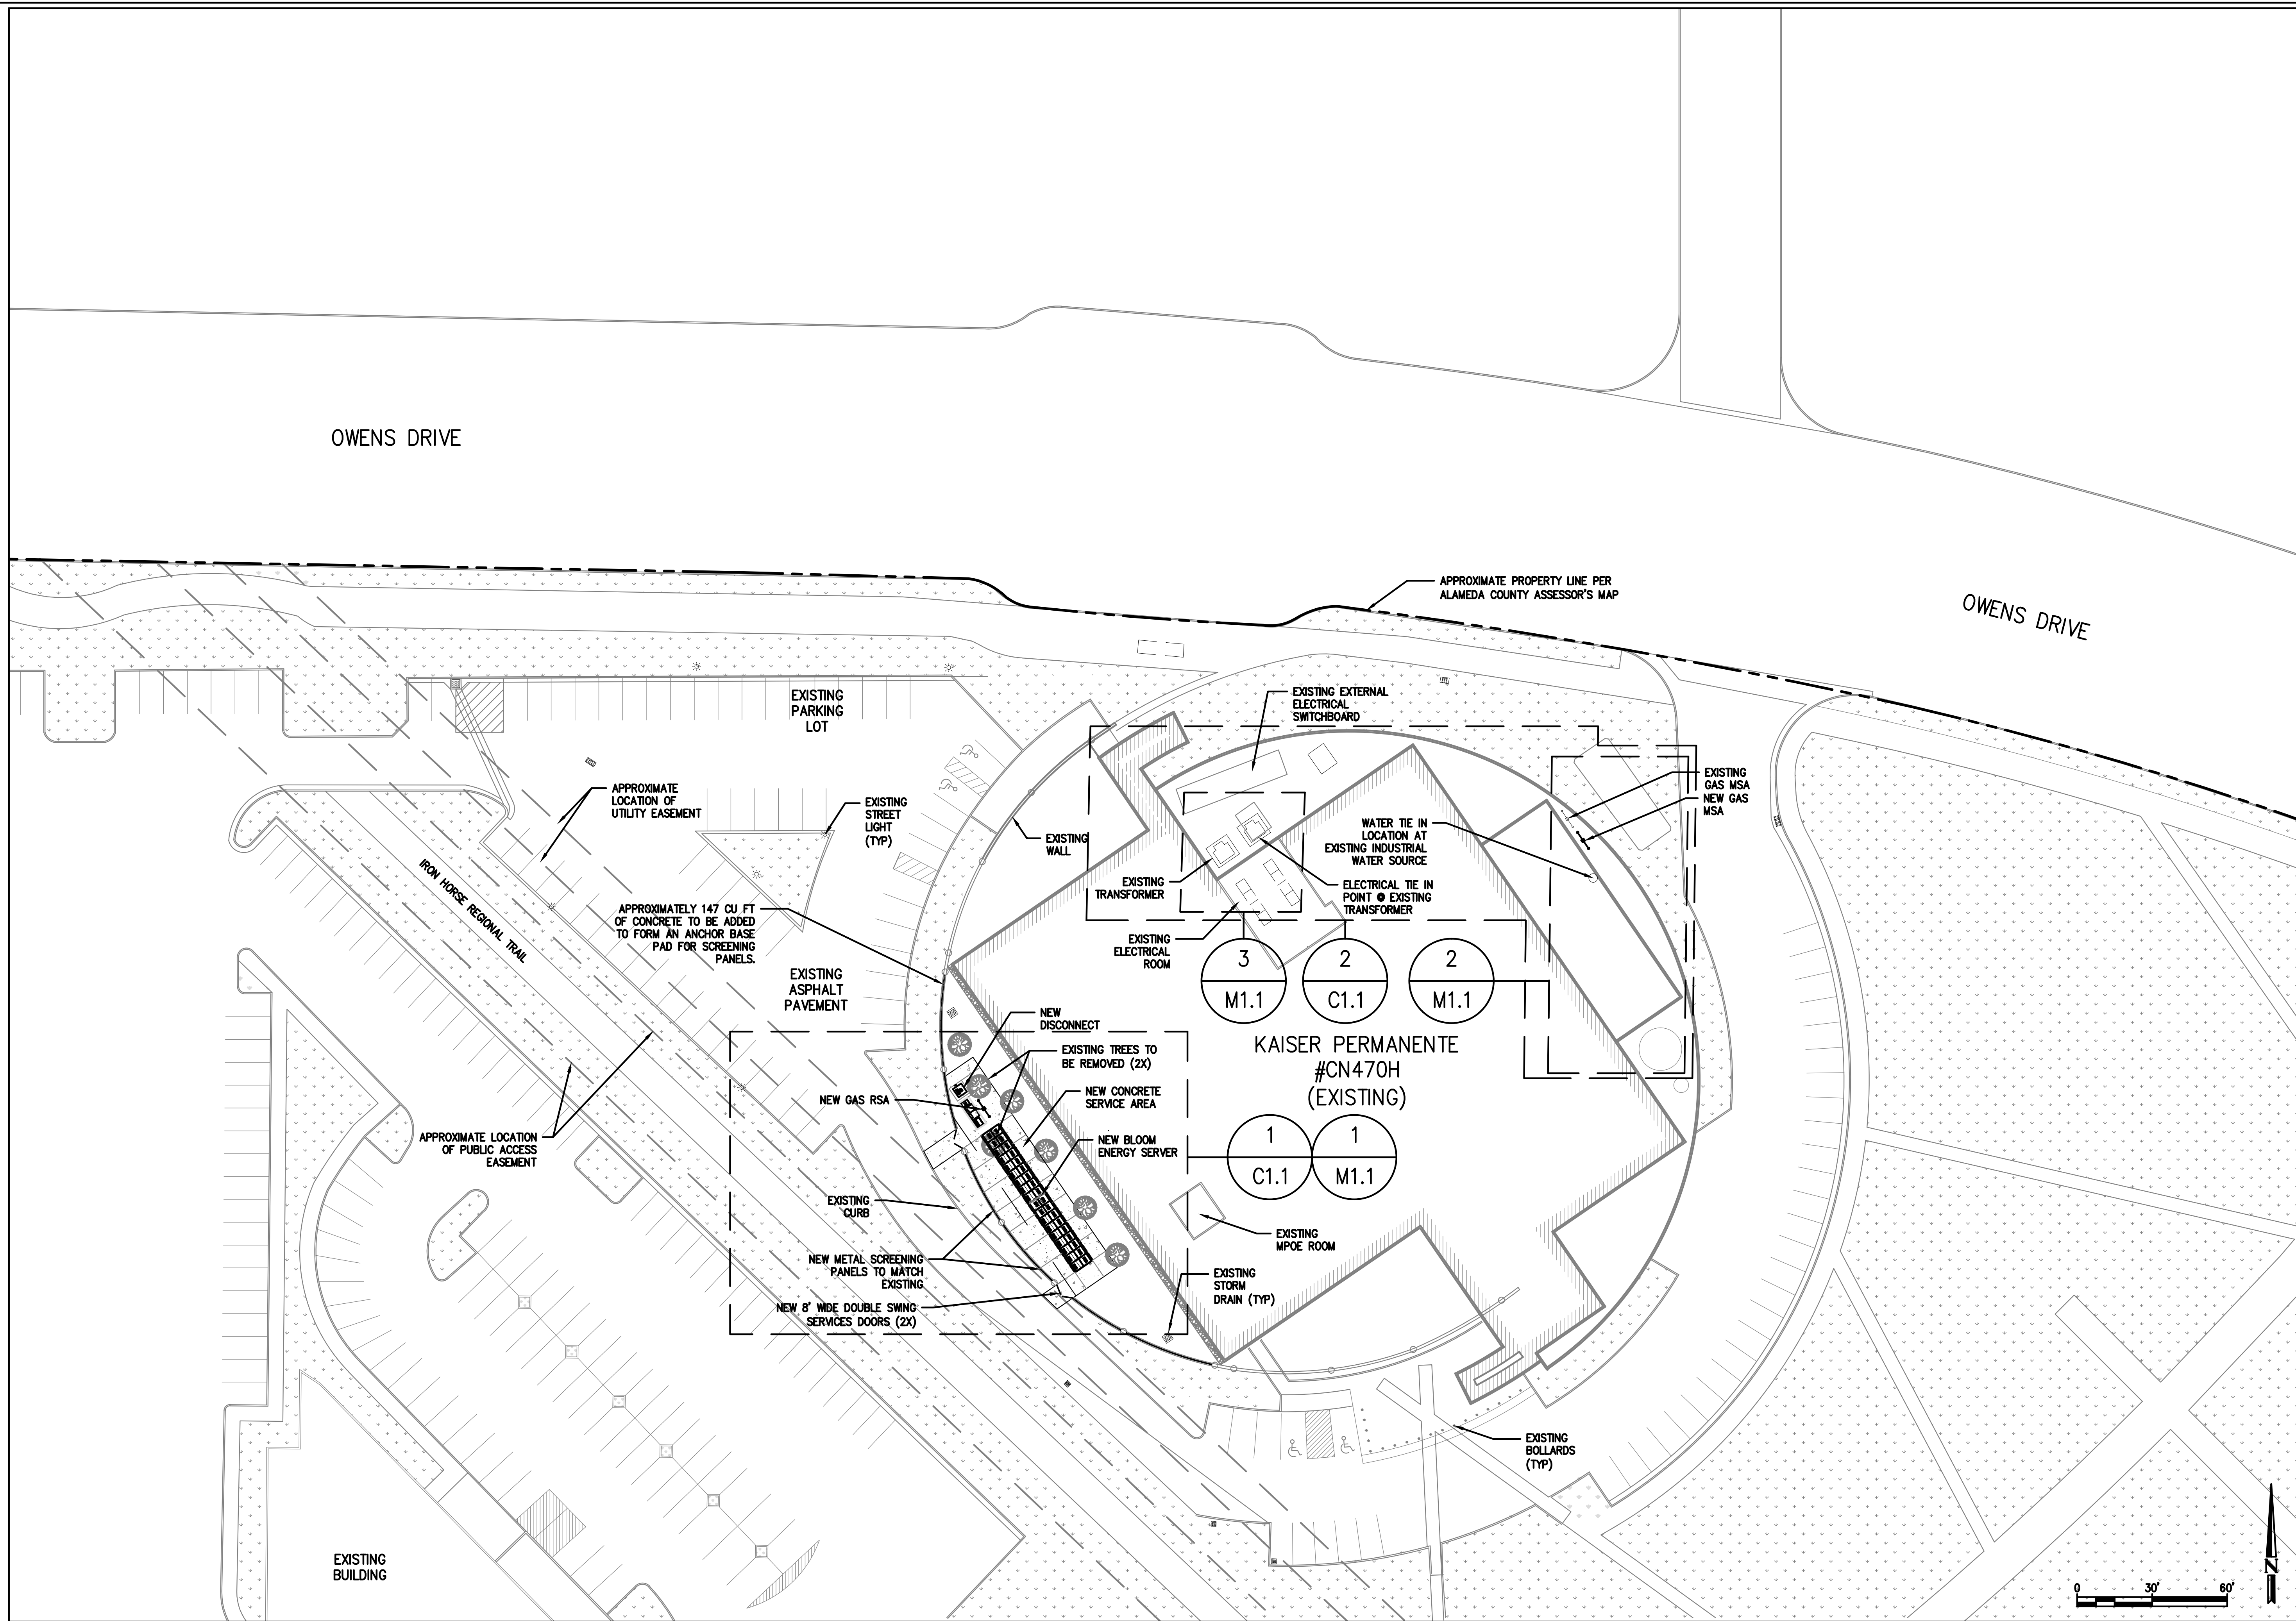 OWENS DRIVE
APPROXIMATE PROPERTY LINE PER
ALAMEDA COUNTY ASSESSOR'S MAP
OWENS DRIVE
EXISTING
PARKING
LOT
EXISTING EXTERNAL
ELECTRICAL
SWITCHBOARD
APPROXIMATE
LOCATION OF
UTILITY EASEMENT
EXISTING
STREET
LIGHT
(TYP)
EXISTING
WALL
EXISTING
GAS MSA
NEW GAS
MSA
WATER TIE IN
LOCATION AT
EXISTING INDUSTRIAL
WATER SOURCE
IRON HORSE REGIONAL TRAIL
EXISTING
TRANSFORMER
ELECTRICAL TIE IN
POINT @ EXISTING
TRANSFORMER
APPROXIMATELY 147 CU FT
OF CONCRETE TO BE ADDED
TO FORM AN ANCHOR BASE
PAD FOR SCREENING
PANELS.
EXISTING
ELECTRICAL
ROOM
3
M1.1
2
C1.1
2
M1.1
EXISTING
ASPHALT
PAVEMENT
NEW
DISCONNECT
EXISTING TREES TO
BE REMOVED (2X)
KAISER PERMANENTE
#CN470H
(EXISTING)
NEW GAS RSA
NEW CONCRETE
SERVICE AREA
NEW BLOOM
ENERGY SERVER
1
C1.1
1
M1.1
APPROXIMATE LOCATION
OF PUBLIC ACCESS
EASEMENT
EXISTING
CURB
EXISTING
MPOE ROOM
NEW METAL SCREENING
PANELS TO MATCH
EXISTING
EXISTING
STORM
DRAIN (TYP)
NEW 8' WIDE DOUBLE SWING
SERVICES DOORS (2X)
EXISTING
BOLLARDS
(TYP)
EXISTING
BUILDING
N
0 30' 60'